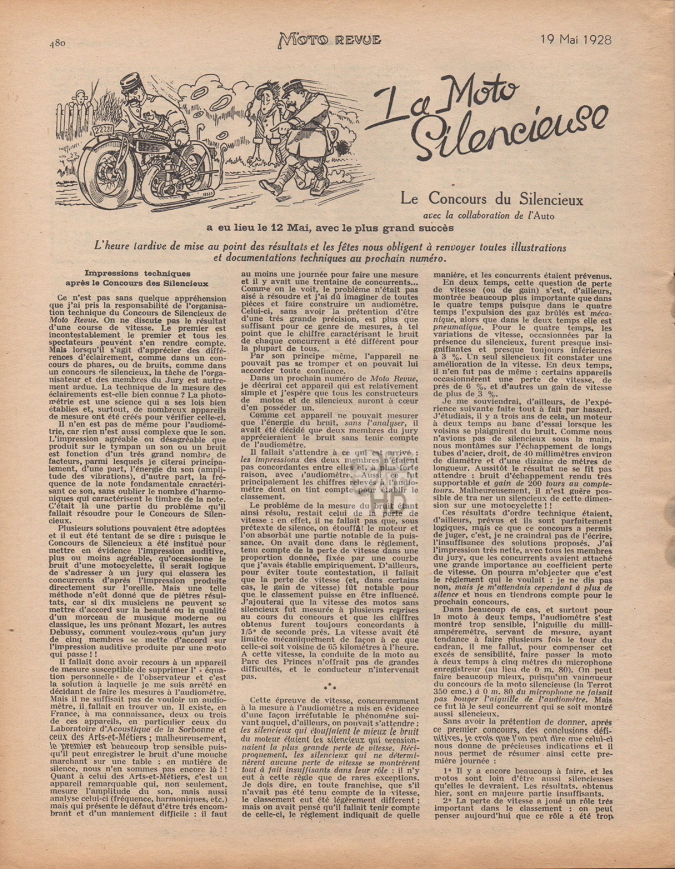 480
MOTO REVUE
19 Mai 1928
La Moto
Silencieuse
Le Concours du Silencieux
avec la collaboration de l'Auto
a eu lieu le 12 Mai, avec le plus grand succès
L'heure tardive de mise au point des résultats et les fêtes nous obligent à renvoyer toutes illustrations
et documentations techniques au prochain numéro.
Impressions techniques
après le Concours des Silencieux
Ce n'est pas sans quelque appréhension
que j'ai pris la responsabilité de l'organisa-
tion technique du Concours de Silencieux de
Moto Revue. On ne discute pas le résultat
d'une course de vitesse. Le premier est
incontestablement le premier et tous les
spectateurs peuvent s'en rendre compte.
Mais lorsqu'il s'agit d'apprécier des diffé-
rences d'éclairement, comme dans un con-
cours de phares, ou de bruits, comme dans
un concours de silencieux, la tâche de l'orga-
nisateur et des membres du Jury est autre-
ment ardue. La technique de la mesure des
éclairements est-elle bien connue ? La photo-
métrie est une science qui a ses lois bien
établies et, surtout, de nombreux appareils
de mesure ont été créés pour vérifier celle-ci.
Il n'en est pas de même pour l'audiomé-
trie, car rien n'est aussi complexe que le son.
L'impression agréable ou désagréable que
produit sur le tympan un son ou un bruit
est fonction d'un très grand nombre de
facteurs, parmi lesquels je citerai principa-
lement, d'une part, l'énergie du son (ampli-
tude des vibrations), d'autre part, la fré-
quence de la note fondamentale caractéri-
sant ce son, sans oublier le nombre d'harmo-
niques qui caractérisent le timbre de la note.
C'était là une partie du problème qu'il
fallait résoudre pour le Concours de Silen-
cieux.
Plusieurs solutions pouvaient être adoptées
et il eut été tentant de se dire : puisque le
Concours de Silencieux a été institué pour
mettre en évidence l'impression auditive,
plus ou moins agréable, qu'occasionne le
bruit d'une motocyclette, il serait logique
de s'adresser à un jury qui classera les
concurrents d'après l'impression produite
directement sur l'oreille. Mais une telle
méthode n'eût donné que de piètres résul-
tats, car si dix musiciens ne peuvent se
mettre d'accord sur la beauté ou la qualité
d'un morceau de musique moderne ou
classique, les uns prônant Mozart, les autres
Debussy, comment voulez-vous qu'un jury
de cinq membres se mette d'accord sur
l'impression auditive produite par une moto
qui passe !!
Il fallait donc avoir recours à un appareil
de mesure susceptible de supprimer l' « équa-
tion personnelle » de l'observateur et c'est
la solution à laquelle je me suis arrêté en
décidant de faire les mesures à l'audiomètre.
Mais il ne suffisait pas de vouloir un audio-
mètre, il fallait en trouver un. Il existe, en
France, à ma connaissance, deux ou trois
de ces appareils, en particulier ceux du
Laboratoire d'Acoustique de la Sorbonne et
ceux des Arts-et-Métiers ; malheureusement,
le premier est beaucoup trop sensible puis-
qu'il peut enregistrer le bruit d'une mouche
marchant sur une table : en matière de
silence, nous n'en sommes pas encore là !!
Quant à celui des Arts-et-Métiers, c'est un
appareil remarquable qui, non seulement,
mesure l'amplitude du son, mais aussi
analyse celui-ci (fréquence, harmoniques, etc.)
mais qui présente le défaut d'être très encom-
brant et d'un maniement difficile : il faut
au moins une journée pour faire une mesure
et il y avait une trentaine de concurrents...
Comme on le voit, le problème n'était pas
aisé à résoudre et j'ai dû imaginer de toutes
pièces et faire construire un audiomètre.
Celui-ci, sans avoir la prétention d'être
d'une très grande précision, est plus que
suffisant pour ce genre de mesures, à tel
point que le chiffre caractérisant le bruit
de chaque concurrent a été différent pour
la plupart de tous.
Par son principe même, l'appareil ne
pouvait pas se tromper et on pouvait lui
accorder toute confiance.
Dans un prochain numéro de Moto Revue,
je décrirai cet appareil qui est relativement
simple et j'espère que tous les constructeurs
de motos et de silencieux auront à cœur
d'en posséder un.
Comme cet appareil ne pouvait mesurer
que l'énergie du bruit, sans l'analyser, il
avait été décidé que deux membres du jury
apprécieraient le bruit sans tenir compte
de l'audiomètre.
Il fallait s'attendre à ce qui est arrivé :
les impressions des deux membres n'étaient
pas concordantes entre elles ni, en compa-
raison, avec l'audiomètre. Aussi, ce fut
principalement les chiffres de l'audio-
mètre dont on tint compte pour le
classement.
Le problème de la mesure du bruit étant
ainsi résolu, restait celui de la perte de
vitesse : en effet, il ne fallait pas que, sous
prétexte de silence, on étouffât le moteur et
l'on absorbât une partie notable de la puis-
sance. On avait donc dans le règlement,
tenu compte de la perte de vitesse dans une
proportion donnée, fixée par une courbe
que j'avais établie empiriquement. D'ailleurs,
pour éviter toute contestation, il fallait
que la perte de vitesse (et, dans certains
cas, le gain de vitesse) fût notable pour
que le classement puisse en être influencé.
J'ajouterai que la vitesse des motos sans
silencieux fut mesurée à plusieurs reprises
au cours du concours et que les chiffres
obtenus furent toujours concordants à
1/5e de seconde près. La vitesse avait été
limitée mécaniquement de façon à ce que
celle-ci soit voisine de 65 kilomètres à l'heure.
A cette vitesse, la conduite de la moto au
Parc des Princes n'offrait pas de grandes
difficultés, et le conducteur n'intervenait
pas.
Cette épreuve de vitesse, concurremment
à la mesure à l'audiomètre a mis en évidence
d'une façon irréfutable le phénomène sui-
vant auquel, d'ailleurs, on pouvait s'attendre :
les silencieux qui étouffaient le mieux le bruit
du moteur étaient les silencieux qui occasion-
naient la plus grande perte de vitesse. Réci-
proquement, les silencieux qui ne détermi-
nèrent aucune perte de vitesse se montrèrent
tout à fait insuffisants dans leur rôle : il n'y
eut à cette règle que de rares exceptions.
Je dois dire, en toute franchise, que s'il
n'avait pas été tenu compte de la vitesse,
le classement eut été légèrement différent ;
mais on avait pensé qu'il fallait tenir compte
de celle-ci, le règlement indiquait de quelle
manière, et les concurrents étaient prévenus.
En deux temps, cette question de perte
de vitesse (ou de gain) s'est, d'ailleurs,
montrée beaucoup plus importante que dans
le quatre temps puisque dans le quatre
temps l'expulsion des gaz brûlés est méca-
nique, alors que dans le deux temps elle est
pneumatique. Pour le quatre temps, les
variations de vitesse, occasionnées par la
présence du silencieux, furent presque insi-
gnifiantes et presque toujours inférieures
à 3 %. Un seul silencieux fit constater une
amélioration de la vitesse. En deux temps,
il n'en fut pas de même : certains appareils
occasionnèrent une perte de vitesse, de
près de 6 %, et d'autres un gain de vitesse
de plus de 3 %.
Je me souviendrai, d'ailleurs, de l'expé-
rience suivante faite tout à fait par hasard.
J'étudiais, il y a trois ans de cela, un moteur
à deux temps au banc d'essai lorsque les
voisins se plaignirent du bruit. Comme nous
n'avions pas de silencieux sous la main,
nous montâmes sur l'échappement de longs
tubes d'acier, droit, de 40 millimètres environ
de diamètre et d'une dizaine de mètres de
longueur. Aussitôt le résultat se fit pas
attendre : bruit d'échappement rendu très
supportable et gain de 200 tours au compte-
tours. Malheureusement, il n'est guère possi-
ble de traîner un silencieux de cette dimen-
sion sur une motocyclette !!
Ces résultats d'ordre technique étaient,
d'ailleurs, prévus et ils sont parfaitement
logiques, mais ce que ce concours a permis
de juger, c'est, je ne craindrai pas de l'écrire,
l'insuffisance des solutions proposées. J'ai
l'impression très nette, avec tous les membres
du jury, que les concurrents avaient attaché
une grande importance au coefficient perte
de vitesse. On pourra m'objecter que c'est
le règlement qui le voulait : je ne dis pas
non, mais je m'attendais cependant à plus de
silence et nous en tiendrons compte pour le
prochain concours.
Dans beaucoup de cas, et surtout pour
la moto à deux temps, l'audiomètre s'est
montré trop sensible, l'aiguille du milli-
ampèremètre, servant de mesure, ayant
tendance à faire plusieurs fois le tour du
cadran, il me fallut, pour compenser cet
excès de sensibilité, faire passer la moto
à deux temps à cinq mètres du microphone
enregistreur (au lieu de 0 m. 80). On peut
faire beaucoup mieux, puisqu'un vainqueur
du concours de la moto silencieuse (la Terrot
350 cmc.) à 0 m. 80 du microphone ne faisait
pas bouger l'aiguille de l'audiomètre. Mais
ce fut là le seul concurrent qui se soit montré
aussi silencieux.
Sans avoir la prétention de donner, après
ce premier concours, des conclusions défi-
nitives, je crois que l'on peut dire que celui-ci
nous donne de précieuses indications et il
nous permet de résumer ainsi cette pre-
mière journée :
1º Il y a encore beaucoup à faire, et les
motos sont loin d'être aussi silencieuses
qu'elles le devraient. Les résultats, obtenus
hier, sont en majeure partie insuffisants.
2º La perte de vitesse a joué un rôle très
important dans le classement : on peut
penser aujourd'hui que ce rôle a été trop